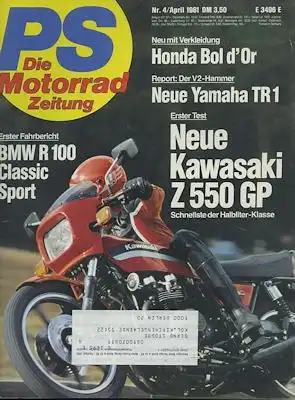 PS
Die
Motorrad
Zeitung
Nr. 4/April 1981 DM 3,50
E 3496 E
Neu mit Verkleidung
Honda Bol d'Or
Report: Der V2-Hammer
Neue Yamaha TR 1
Erster Test
Neue
Kawasaki
Z 550 GP
Schnellste der Halbliter-Klasse
Erster Fahrbericht
BMW R 100
Classic
Sport
Kawasaki